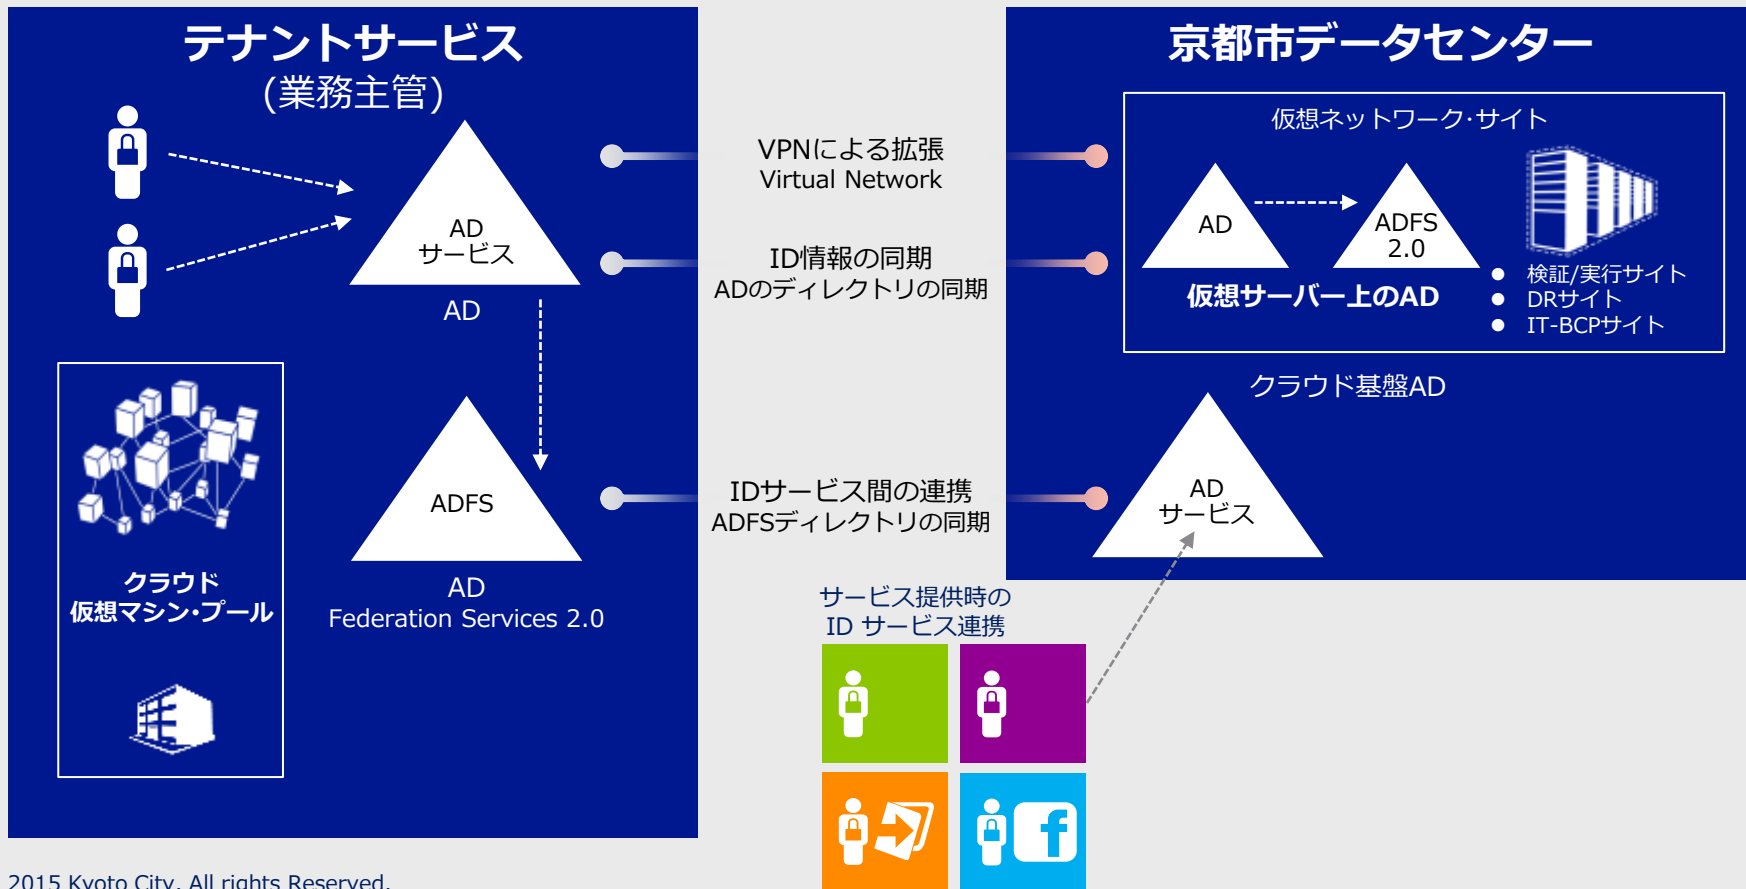 テナントサービス
(業務主管)
AD
サービス
AD
ADFS
AD
Federation Services 2.0
クラウド
仮想マシン・プール
VPNによる拡張
Virtual Network
ID情報の同期
ADのディレクトリの同期
IDサービス間の連携
ADFSディレクトリの同期
京都市データセンター
仮想ネットワーク・サイト
AD
ADFS
2.0
仮想サーバー上のAD
● 検証/実行サイト
● DRサイト
● IT-BCPサイト
クラウド基盤AD
AD
サービス
サービス提供時の
ID サービス連携
f
2015 Kyoto City. All rights Reserved.